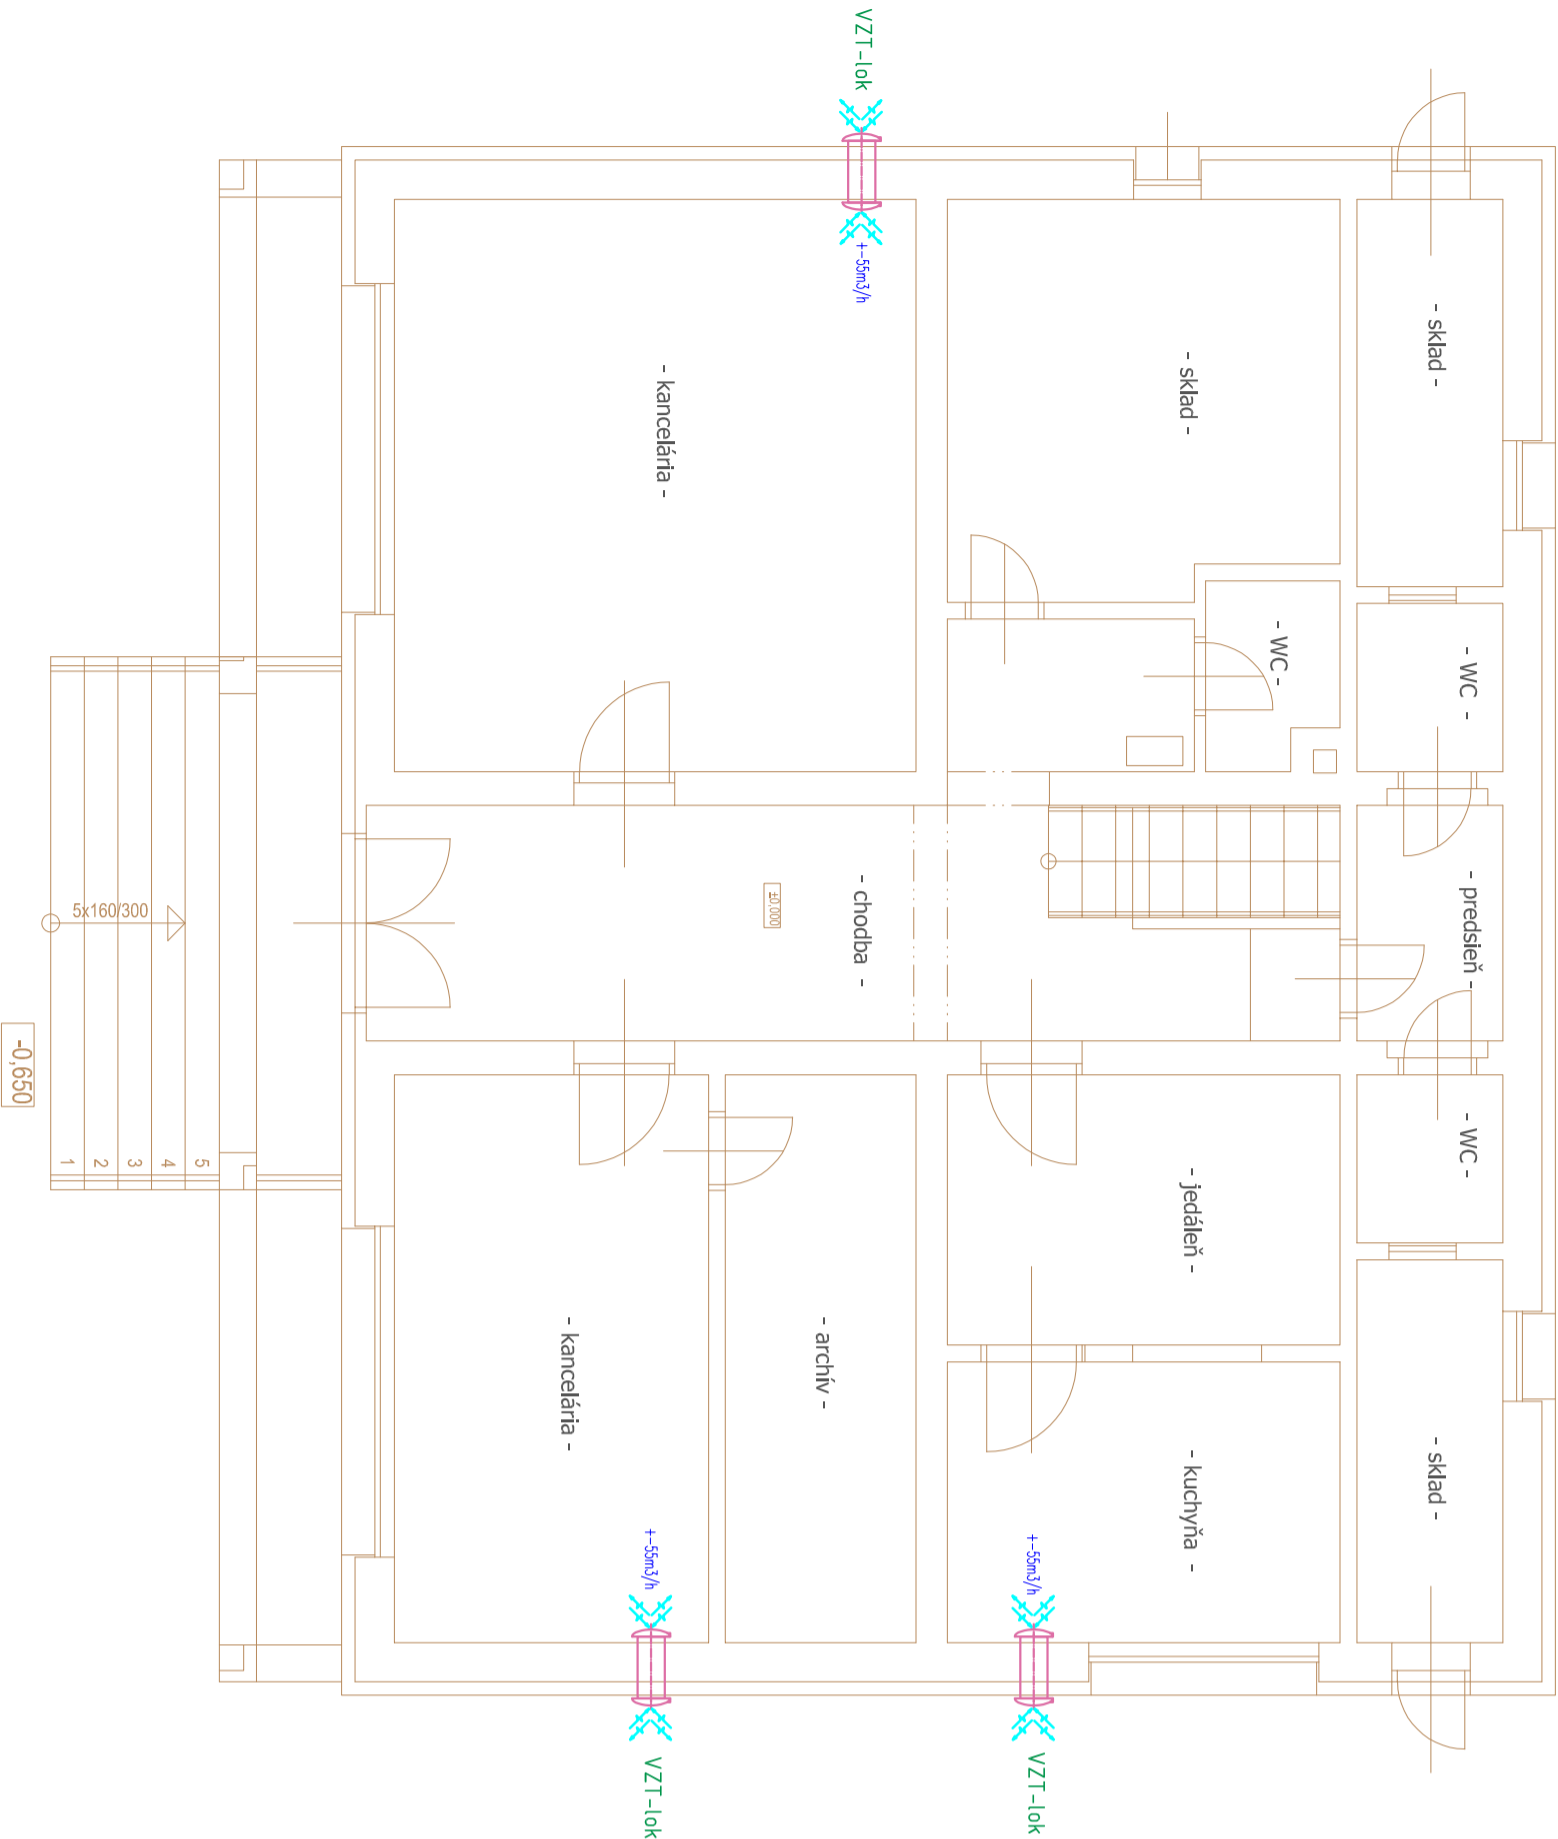 VZT-lok
+-55m3/h
- sklad -
- sklad -
- kancelária -
- WC -
- WC -
- chodba -
±0,000
- predsieň -
5x160/300
-0,650
1
2
3
4
5
- WC -
- jedáleň -
- kancelária -
- archív -
- kuchyňa -
- sklad -
+-55m3/h
+-55m3/h
VZT-lok
VZT-lok